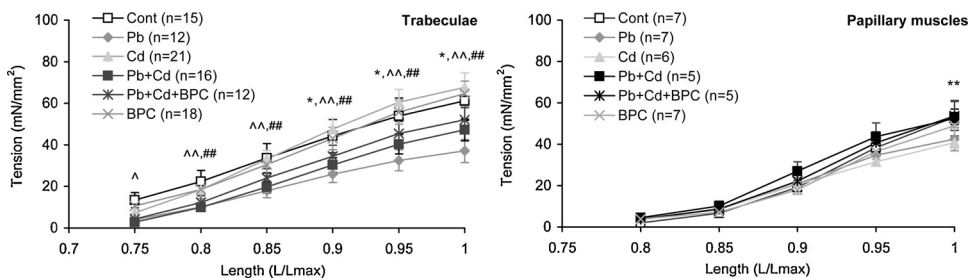 Trabeculae
Tension (mN/mm²)
100
80
60
40
20
0
Cont (n=15)
Pb (n=12)
Cd (n=21)
Pb+Cd (n=16)
Pb+Cd+BPC (n=12)
BPC (n=18)
^
^^,##
^^,##
*,^^,##
*,^^,##
*,^^,##
0.7 0.75 0.8 0.85 0.9 0.95 1
Length (L/Lmax)
Papillary muscles
Tension (mN/mm²)
100
80
60
40
20
0
Cont (n=7)
Pb (n=7)
Cd (n=6)
Pb+Cd (n=5)
Pb+Cd+BPC (n=5)
BPC (n=7)
**
0.75 0.8 0.85 0.9 0.95 1
Length (L/Lmax)